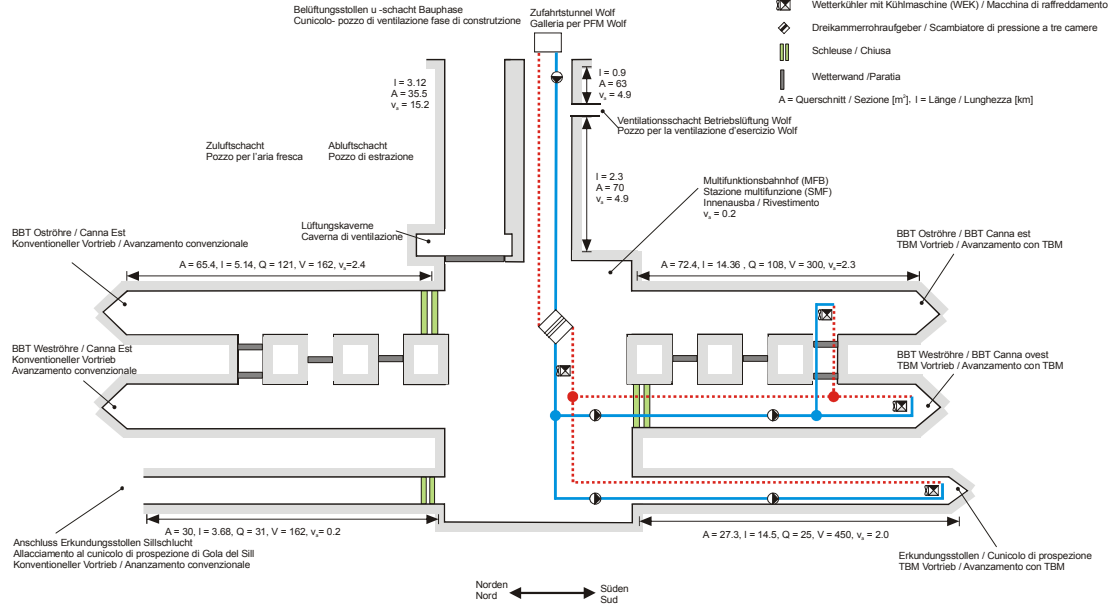 Belüftungsstollen u -schacht Bauphase
Cunicolo- pozzo di ventilazione fase di construtzione
Zufahrtstunnel Wolf
Galleria per PFM Wolf
Wetterkühler mit Kühlmaschine (WEK) / Macchina di raffreddamento
Dreikammerrohraufgeber / Scambiatore di pressione a tre camere
Schleuse / Chiusa
Wetterwand /Paratia
A = Querschnitt / Sezione [m²], l = Länge / Lunghezza [km]
l = 3.12
A = 35.5
vₐ = 15.2
l = 0.9
A = 63
vₐ = 4.9
Ventilationsschacht Betriebslüftung Wolf
Pozzo per la ventilazione d'esercizio Wolf
Zuluftschacht
Pozzo per l'aria fresca
Abluftschacht
Pozzo di estrazione
l = 2.3
A = 70
vₐ = 4.9
Multifunktionsbahnhof (MFB)
Stazione multifunzione (SMF)
Innenausba / Rivestimento
vₐ = 0.2
Lüftungskaverne
Caverna di ventilazione
BBT Oströhre / Canna Est
Konventioneller Vortrieb / Avanzamento convenzionale
BBT Oströhre / BBT Canna est
TBM Vortrieb / Avanzamento con TBM
A = 65.4, l = 5.14, Q = 121, V = 162, vₐ=2.4
A = 72.4, l = 14.36 , Q = 108, V = 300, vₐ=2.3
BBT Weströhre / Canna Est
Konventioneller Vortrieb
Avanzamento convenzionale
BBT Weströhre / BBT Canna ovest
TBM Vortrieb / Avanzamento con TBM
A = 30, l = 3.68, Q = 31, V = 162, vₐ= 0.2
A = 27.3, l = 14.5, Q = 25, V = 450, vₐ = 2.0
Anschluss Erkundungsstollen Sillschlucht
Allacciamento al cunicolo di prospezione di Gola del Sill
Konventioneller Vortrieb / Ananzamento convenzionale
Erkundungsstollen / Cunicolo di prospezione
TBM Vortrieb / Avanzamento con TBM
Norden
Nord
Süden
Sud